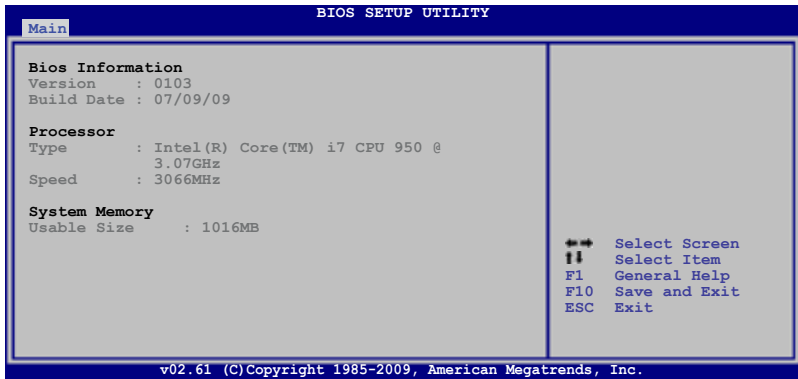 BIOS SETUP UTILITY
Main
Bios Information
Version : 0103
Build Date : 07/09/09
Processor
Type : Intel(R) Core(TM) i7 CPU 950 @
3.07GHz
Speed : 3066MHz
System Memory
Usable Size : 1016MB
←→ Select Screen
↑↓ Select Item
F1 General Help
F10 Save and Exit
ESC Exit
v02.61 (C)Copyright 1985-2009, American Megatrends, Inc.